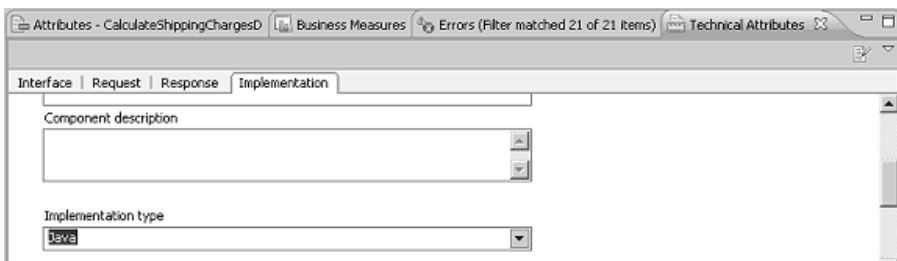 Attributes - CalculateShippingChargesD Business Measures Errors (Filter matched 21 of 21 items) Technical Attributes
Interface | Request | Response Implementation
Component description
Implementation type
Java